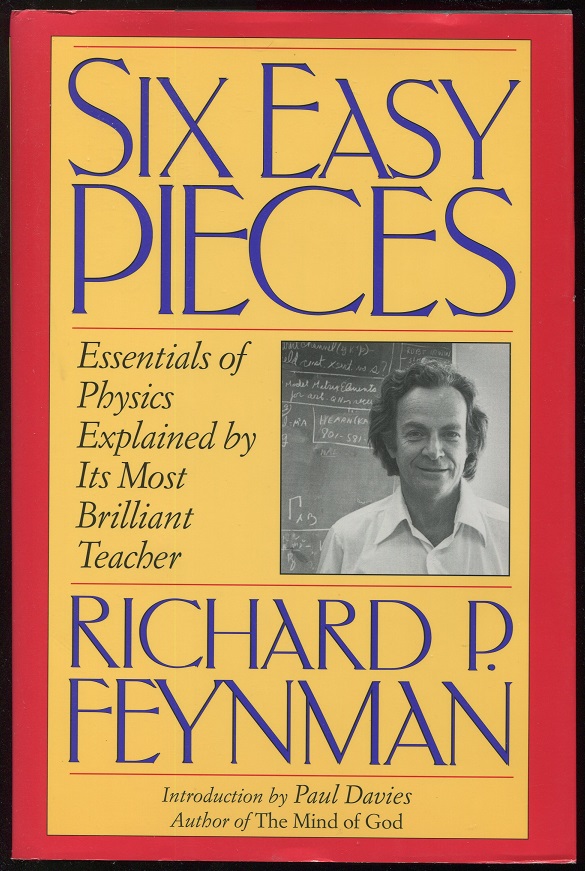 SIX EASY
PIECES
Essentials of
Physics
Explained by
Its Most
Brilliant
Teacher
RICHARD P.
FEYNMAN
Introduction by Paul Davies
Author of The Mind of God